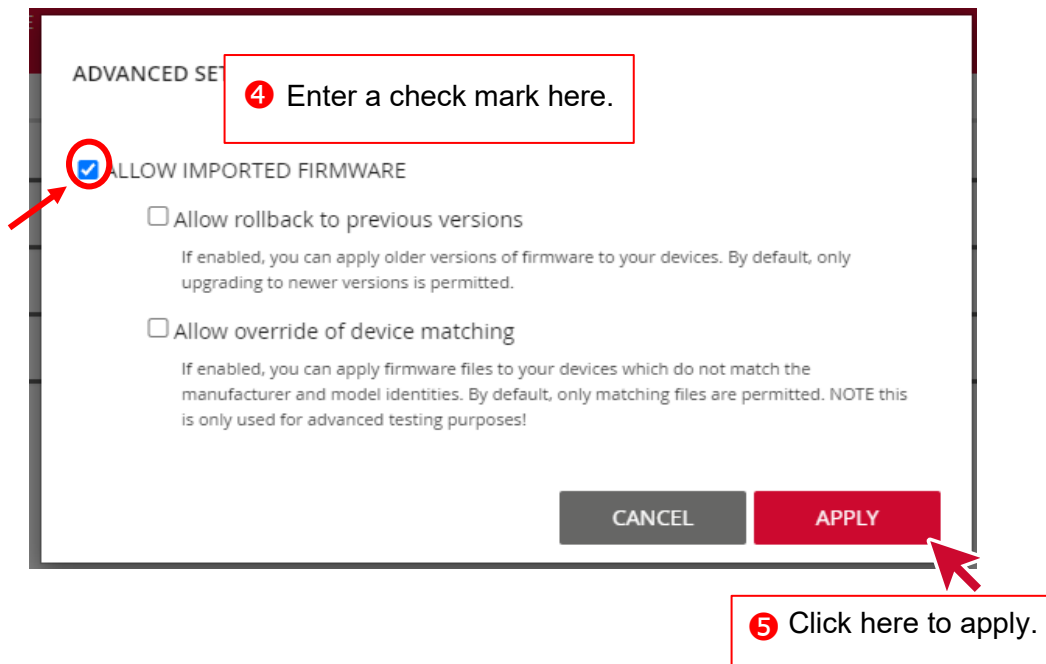 ADVANCED SE
❹ Enter a check mark here.
ALLOW IMPORTED FIRMWARE
Allow rollback to previous versions
If enabled, you can apply older versions of firmware to your devices. By default, only
upgrading to newer versions is permitted.
Allow override of device matching
If enabled, you can apply firmware files to your devices which do not match the
manufacturer and model identities. By default, only matching files are permitted. NOTE this
is only used for advanced testing purposes!
CANCEL
APPLY
❺ Click here to apply.